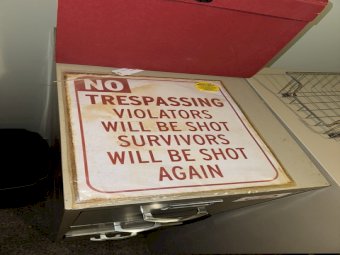 NO
TRESPASSING
VIOLATORS
WILL BE SHOT
SURVIVORS
WILL BE SHOT
AGAIN